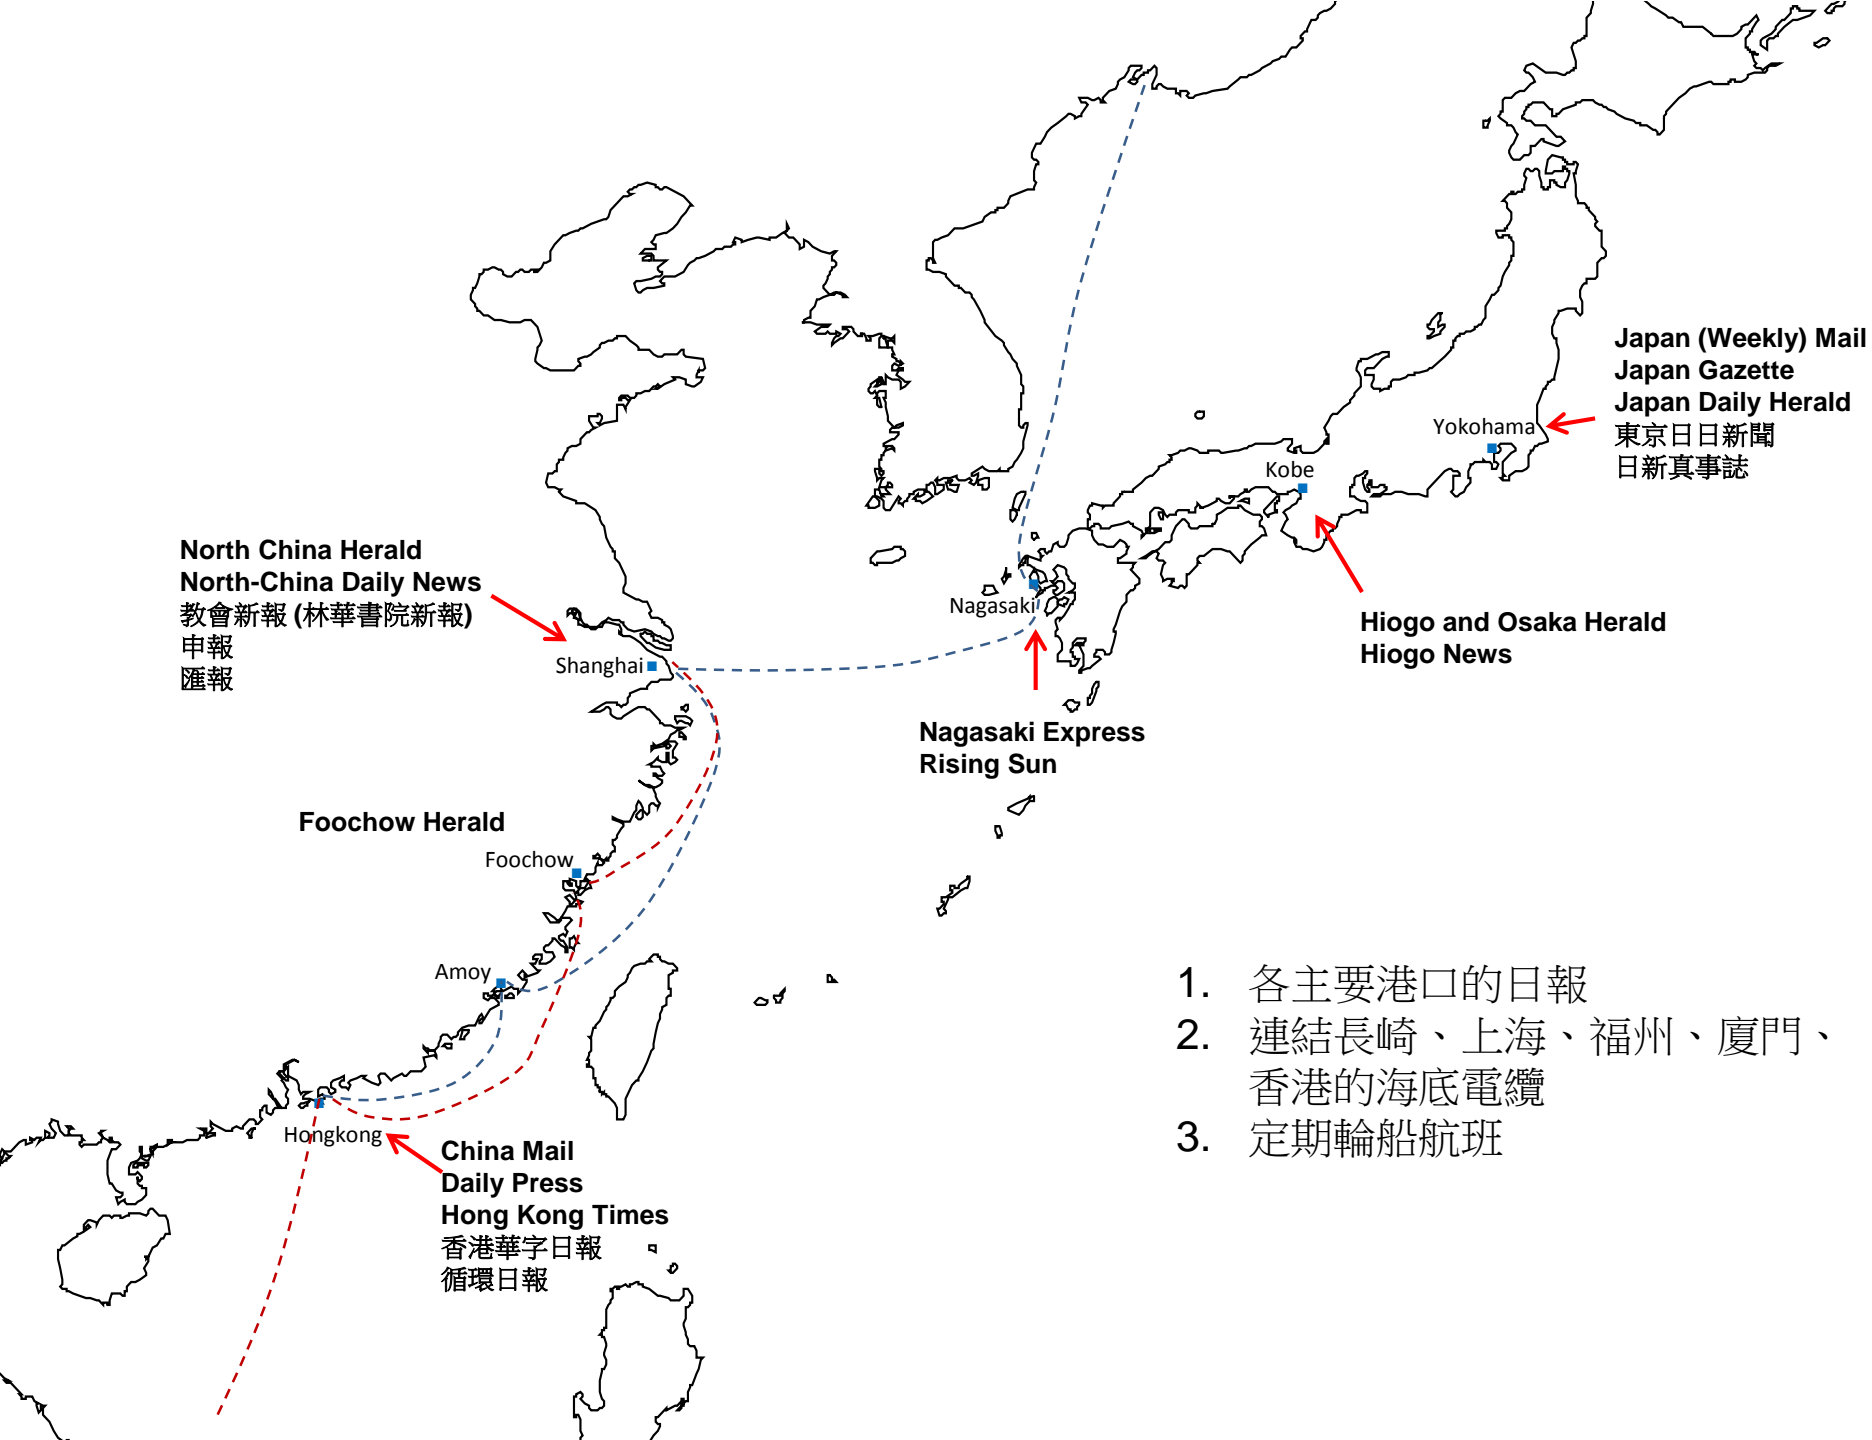 Japan (Weekly) Mail
Japan Gazette
Japan Daily Herald
東京日日新聞
日新真事誌
Yokohama
Kobe
North China Herald
North-China Daily News
教會新報 (林華書院新報)
申報
匯報
Shanghai
Nagasaki
Hiogo and Osaka Herald
Hiogo News
Nagasaki Express
Rising Sun
Foochow Herald
Foochow
Amoy
Hongkong
China Mail
Daily Press
Hong Kong Times
香港華字日報
循環日報
1. 各主要港口的日報
2. 連結長崎、上海、福州、廈門、
香港的海底電纜
3. 定期輪船航班